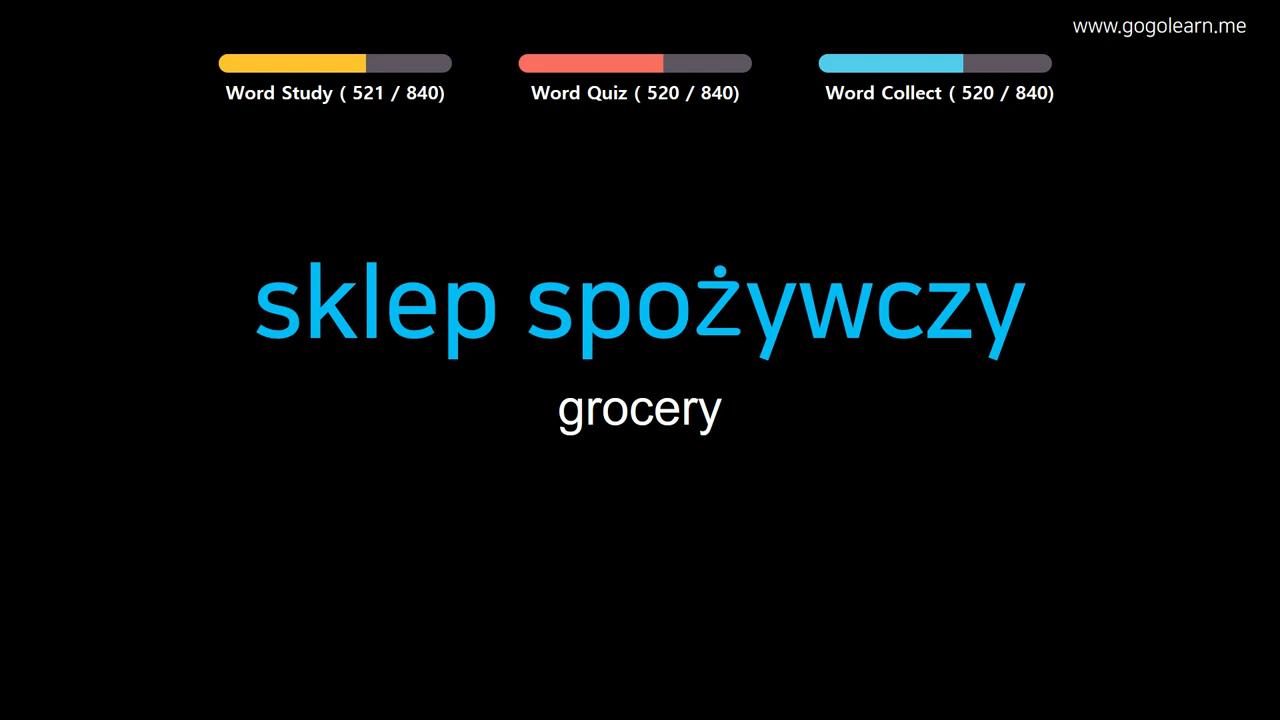 www.gogolearn.me
Word Study ( 521 / 840)
Word Quiz ( 520 / 840)
Word Collect ( 520 / 840)
sklep spożywczy
grocery